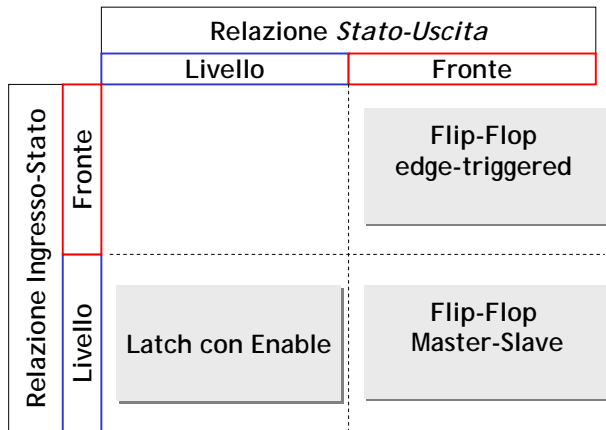 Relazione Stato-Uscita
Livello
Fronte
Relazione Ingresso-Stato
Fronte
Flip-Flop
edge-triggered
Livello
Latch con Enable
Flip-Flop
Master-Slave